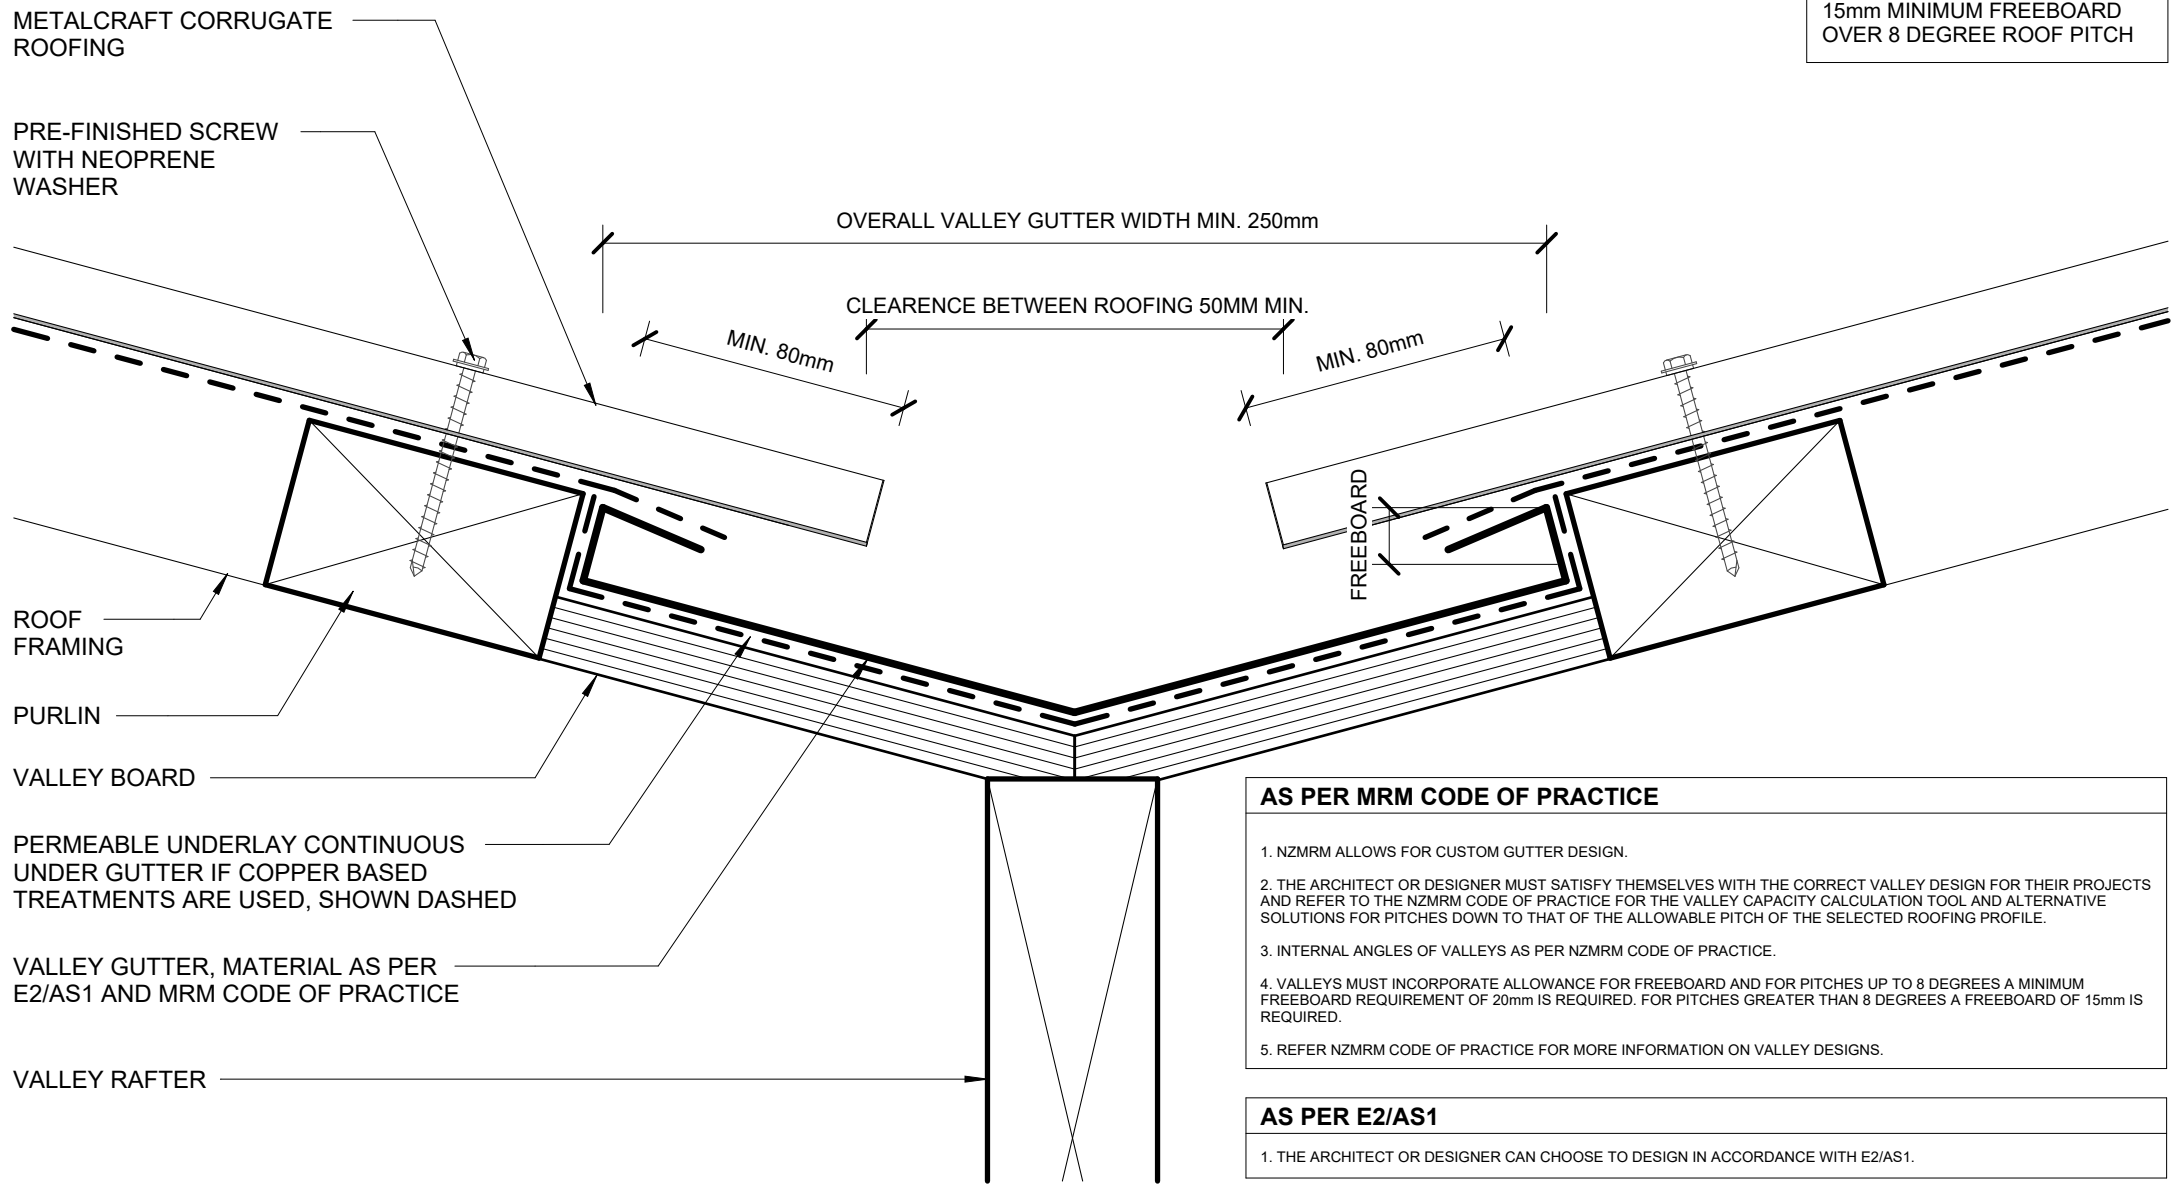 METALCRAFT CORRUGATE
ROOFING
15mm MINIMUM FREEBOARD
OVER 8 DEGREE ROOF PITCH
PRE-FINISHED SCREW
WITH NEOPRENE
WASHER
OVERALL VALLEY GUTTER WIDTH MIN. 250mm
CLEARENCE BETWEEN ROOFING 50MM MIN.
MIN. 80mm
MIN. 80mm
FREEBOARD
ROOF
FRAMING
PURLIN
VALLEY BOARD
PERMEABLE UNDERLAY CONTINUOUS
UNDER GUTTER IF COPPER BASED
TREATMENTS ARE USED, SHOWN DASHED
VALLEY GUTTER, MATERIAL AS PER
E2/AS1 AND MRM CODE OF PRACTICE
VALLEY RAFTER
AS PER MRM CODE OF PRACTICE
1. NZMRM ALLOWS FOR CUSTOM GUTTER DESIGN.
2. THE ARCHITECT OR DESIGNER MUST SATISFY THEMSELVES WITH THE CORRECT VALLEY DESIGN FOR THEIR PROJECTS
AND REFER TO THE NZMRM CODE OF PRACTICE FOR THE VALLEY CAPACITY CALCULATION TOOL AND ALTERNATIVE
SOLUTIONS FOR PITCHES DOWN TO THAT OF THE ALLOWABLE PITCH OF THE SELECTED ROOFING PROFILE.
3. INTERNAL ANGLES OF VALLEYS AS PER NZMRM CODE OF PRACTICE.
4. VALLEYS MUST INCORPORATE ALLOWANCE FOR FREEBOARD AND FOR PITCHES UP TO 8 DEGREES A MINIMUM
FREEBOARD REQUIREMENT OF 20mm IS REQUIRED. FOR PITCHES GREATER THAN 8 DEGREES A FREEBOARD OF 15mm IS
REQUIRED.
5. REFER NZMRM CODE OF PRACTICE FOR MORE INFORMATION ON VALLEY DESIGNS.
AS PER E2/AS1
1. THE ARCHITECT OR DESIGNER CAN CHOOSE TO DESIGN IN ACCORDANCE WITH E2/AS1.